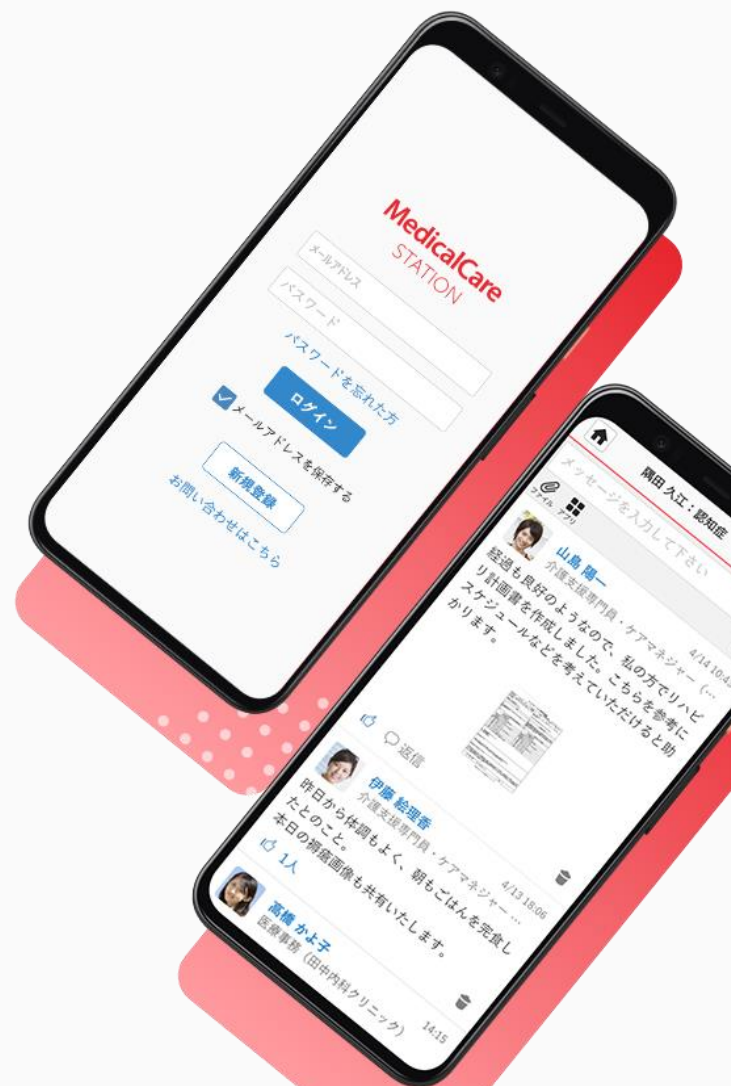 MedicalCare
STATION
メールアドレス
パスワード
パスワードを忘れた方
ログイン
メールアドレスを保存する
新規登録
お問い合わせはこちら
隅田 久江：認知症
メッセージを入力して下さい
ファイル アプリ
山島 陽一
介護支援専門員・ケアマネジャー（…
4/14 10:43
経過も良好のようなので、私の方でリハビ
リ計画書を作成しました。こちらを参考に
スケジュールなどを考えていただけると助
かります。
返信
伊藤 絵理香
介護支援専門員・ケアマネジャー …
4/13 18:06
昨日から体調もよく、朝もごはんを完食し
たとのこと。
本日の褥瘡画像も共有いたします。
1人
高橋 かよ子
医療事務（田中内科クリニック）
14:15